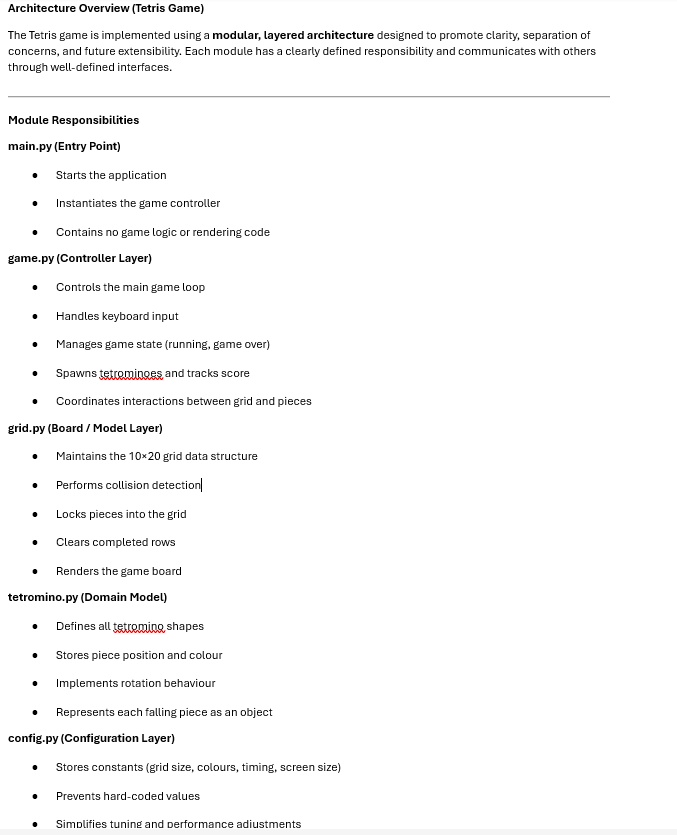 Architecture Overview (Tetris Game)
The Tetris game is implemented using a modular, layered architecture designed to promote clarity, separation of
concerns, and future extensibility. Each module has a clearly defined responsibility and communicates with others
through well-defined interfaces.
Module Responsibilities
main.py (Entry Point)
● Starts the application
● Instantiates the game controller
● Contains no game logic or rendering code
game.py (Controller Layer)
● Controls the main game loop
● Handles keyboard input
● Manages game state (running, game over)
● Spawns tetrominoes and tracks score
● Coordinates interactions between grid and pieces
grid.py (Board / Model Layer)
● Maintains the 10×20 grid data structure
● Performs collision detection
● Locks pieces into the grid
● Clears completed rows
● Renders the game board
tetromino.py (Domain Model)
● Defines all tetromino shapes
● Stores piece position and colour
● Implements rotation behaviour
● Represents each falling piece as an object
config.py (Configuration Layer)
● Stores constants (grid size, colours, timing, screen size)
● Prevents hard-coded values
● Simplifies tuning and performance adjustments